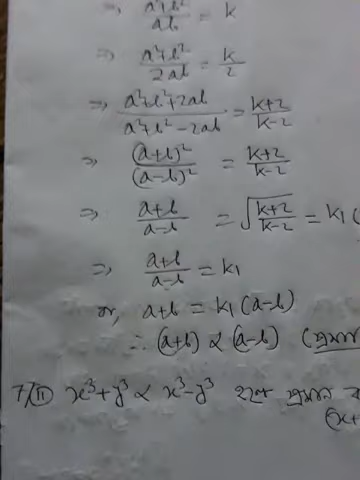 ⇒ (a²+b²)/(ab) = k
⇒ (a²+b²)/(2ab) = k/2
⇒ (a²+b²+2ab)/(a²+b²-2ab) = (k+2)/(k-2)
⇒ (a+b)²/(a-b)² = (k+2)/(k-2)
⇒ (a+b)/(a-b) = √((k+2)/(k-2)) = k₁ (
⇒ (a+b)/(a-b) = k₁
or, a+b = k₁(a-b)
∴ (a+b) ∝ (a-b) (প্রমা
7/(ii) x³+y³ ∝ x³-y³ হলে প্রমান ক
(x+